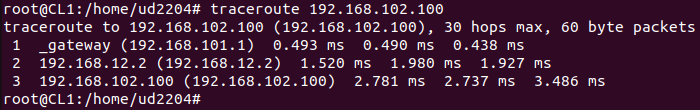 root@CL1:/home/ud2204# traceroute 192.168.102.100
traceroute to 192.168.102.100 (192.168.102.100), 30 hops max, 60 byte packets
 1  _gateway (192.168.101.1)  0.493 ms  0.490 ms  0.438 ms
 2  192.168.12.2 (192.168.12.2)  1.520 ms  1.980 ms  1.927 ms
 3  192.168.102.100 (192.168.102.100)  2.781 ms  2.737 ms  3.486 ms
root@CL1:/home/ud2204#